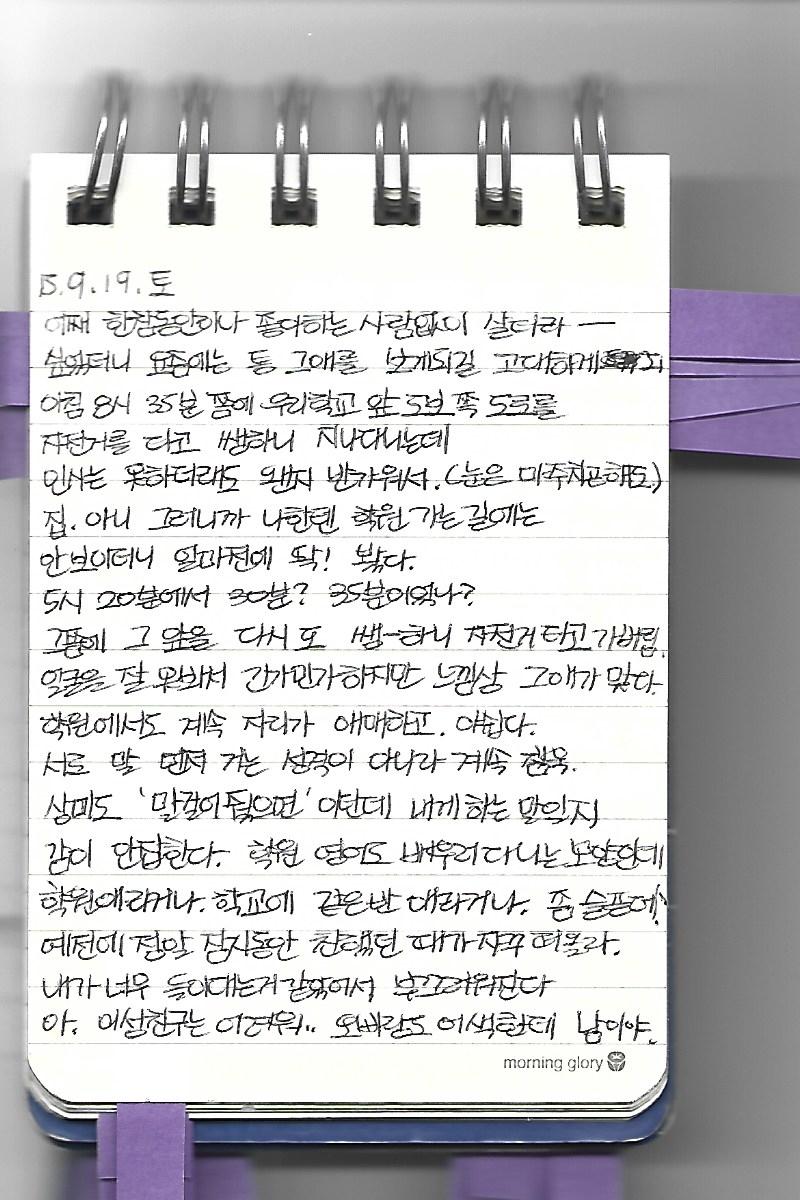 15.9.19.토
어째 한참동안이나 좋아하는 사람없이 살더라 —
싶었더니 요즘에는 통 그애를 보게되길 고대하게
아침 8시 35분 쯤에 우리학교 앞 도보쪽 도로를
자전거를 타고 쌩하니 지나다니는데
인사는 못하더래도 왠지 반가워서.(눈은 마주치곤해도)
집. 아니 그러니까 나한텐 학원 가는 길에는
안보이더니 얼마전에 딱! 봤다.
5시 20분에서 30분? 35분이었나?
그쯤에 그 앞을 다시 또 쌩-하니 자전거타고가버림.
얼굴을 잘 못봐서 긴가민가하지만 느낌상 그애가 맞다.
학원에서도 계속 자리가 애매하고. 아쉽다.
서로 말 먼저 거는 성격이 아니라 계속 침묵.
상미도 '말걸어줬으면' 이란데 내게 하는 말인지
감이 안잡힌다. 학원 영어도 배우러다니는 모양인데
학원애라거나. 학교에 같은반 애라거나. 좀 슬픔에
예전에 정말 잠시동안 친했던 때가 자꾸 떠올라.
내가 너무 들이대는거 같았어서 부끄러워진다
아. 이성친구는 어려워.. 오빠랑도 어색한데 남이야.
morning glory